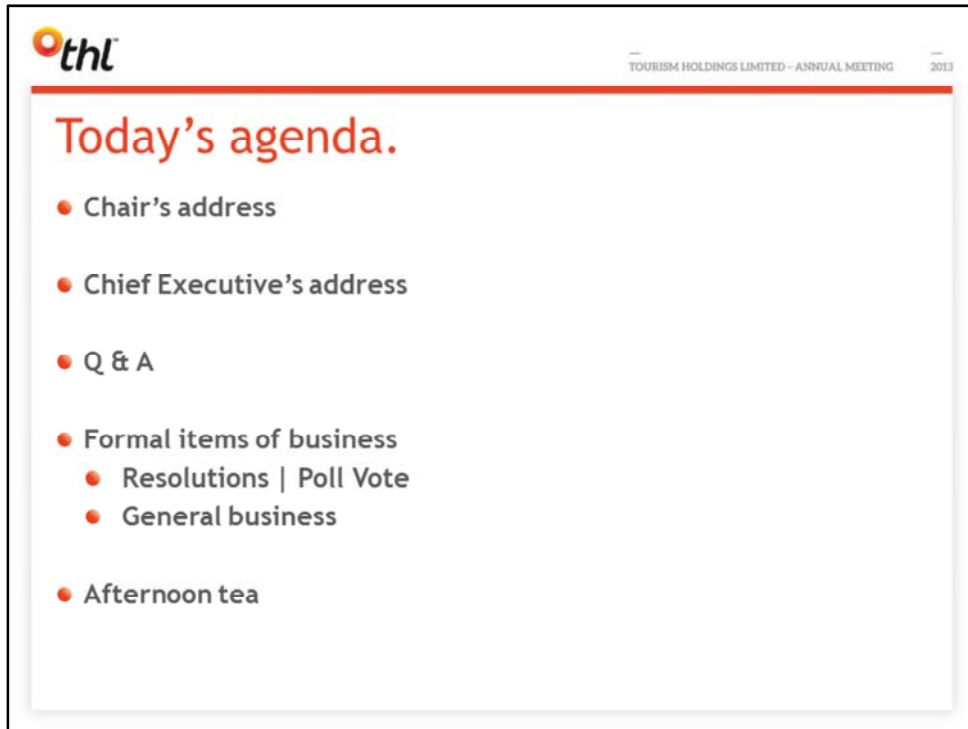 thl™
TOURISM HOLDINGS LIMITED – ANNUAL MEETING 2013
Today's agenda.
Chair's address
Chief Executive's address
Q & A
Formal items of business
Resolutions | Poll Vote
General business
Afternoon tea